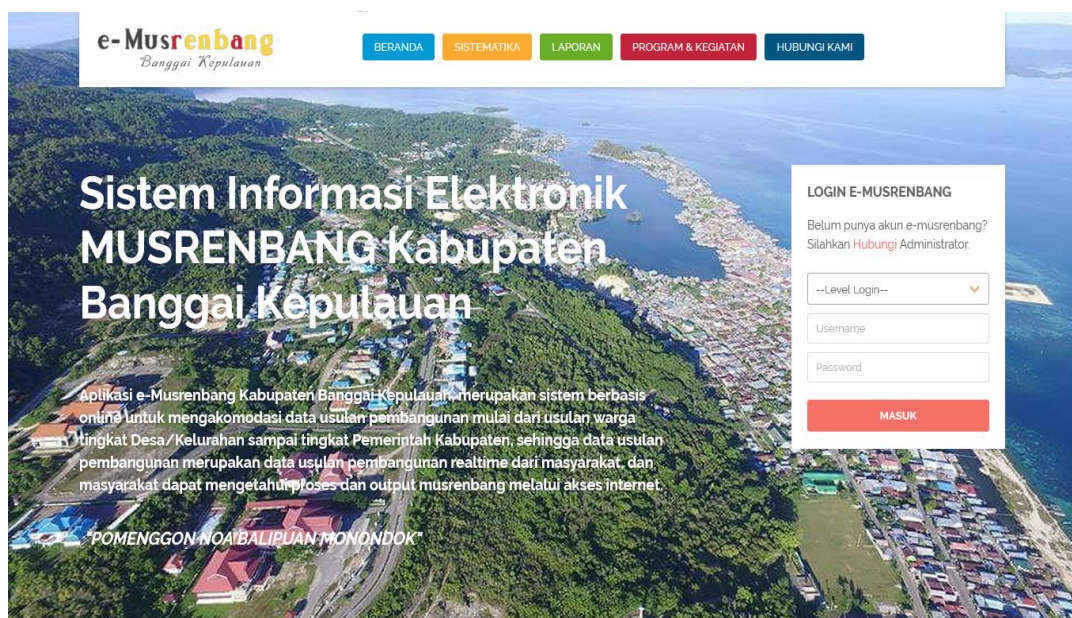 e-Musrenbang
Banggai Kepulauan
BERANDA
SISTEMATIKA
LAPORAN
PROGRAM & KEGIATAN
HUBUNGI KAMI
Sistem Informasi Elektronik
MUSRENBANG Kabupaten
Banggai Kepulauan
Aplikasi e-Musrenbang Kabupaten Banggai Kepulauan, merupakan sistem berbasis
online untuk mengakomodasi data usulan pembangunan mulai dari usulan warga
tingkat Desa/Kelurahan sampai tingkat Pemerintah Kabupaten, sehingga data usulan
pembangunan merupakan data usulan pembangunan realtime dari masyarakat, dan
masyarakat dapat mengetahui proses dan output musrenbang melalui akses internet.
"POMENGGON NOA BALIPUAN MONONDOK"
LOGIN E-MUSRENBANG
Belum punya akun e-musrenbang?
Silahkan Hubungi Administrator.
--Level Login--
Username
Password
MASUK